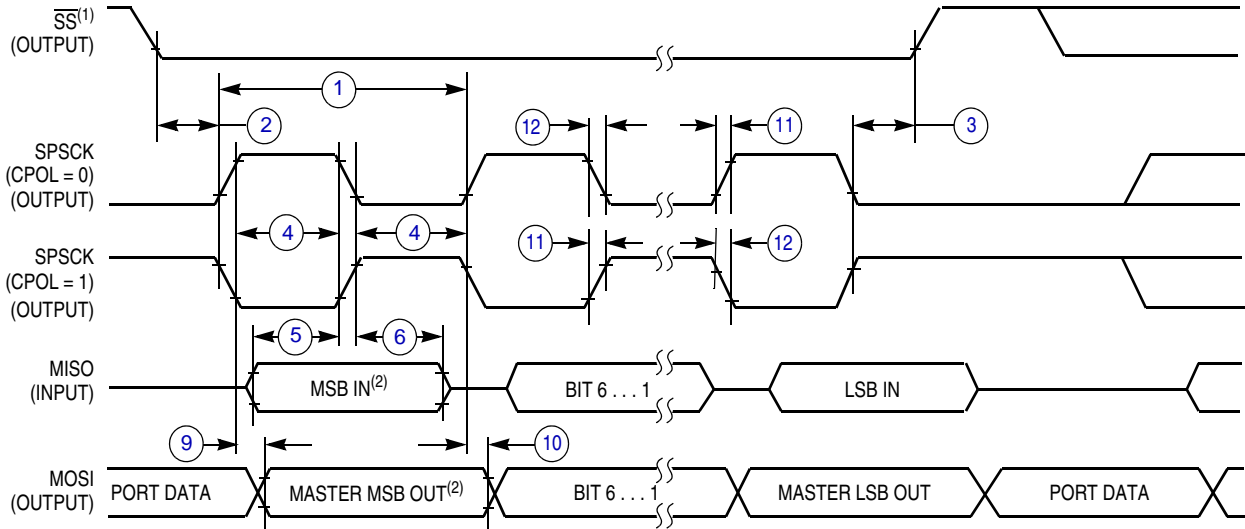 SS(1)
(OUTPUT)
1
2
12
11
3
SPSCK
(CPOL = 0)
(OUTPUT)
4
4
SPSCK
(CPOL = 1)
(OUTPUT)
11
12
5
6
MISO
(INPUT)
MSB IN(2)
BIT 6 . . . 1
LSB IN
9
10
MOSI
(OUTPUT)
PORT DATA
MASTER MSB OUT(2)
BIT 6 . . . 1
MASTER LSB OUT
PORT DATA